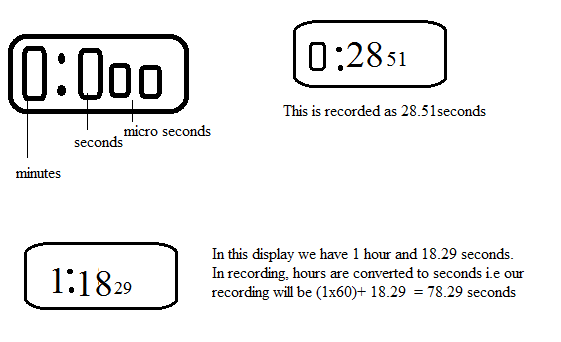 0:000
micro seconds
seconds
minutes
0:2851
This is recorded as 28.51seconds
1:1829
In this display we have 1 hour and 18.29 seconds.
In recording, hours are converted to seconds i.e our
recording will be (1x60)+ 18.29 = 78.29 seconds